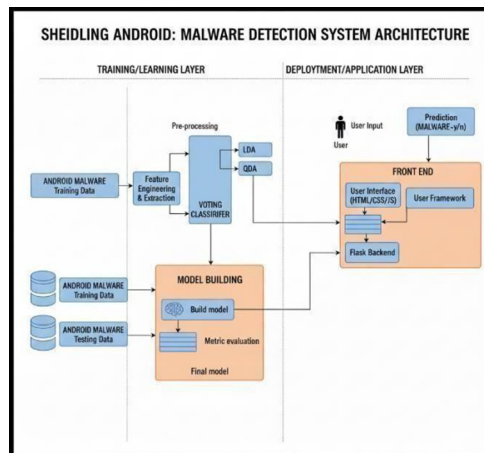 SHEIDLING ANDROID: MALWARE DETECTION SYSTEM ARCHITECTURE
TRAINING/LEARNING LAYER
DEPLOYMENT/APPLICATION LAYER
Pre-processing
ANDROID MALWARE
Training Data
Feature
Engineering
& Extraction
VOTING
CLASSIRIFER
LDA
QDA
User Input
User
Prediction
(MALWARE-y/n)
FRONT END
User Interface
(HTML/CSS//S)
User Framework
Flask Backend
ANDROID MALWARE
Training Data
ANDROID MALWARE
Testing Data
MODEL BUILDING
Build model
Metric evaluation
Final model